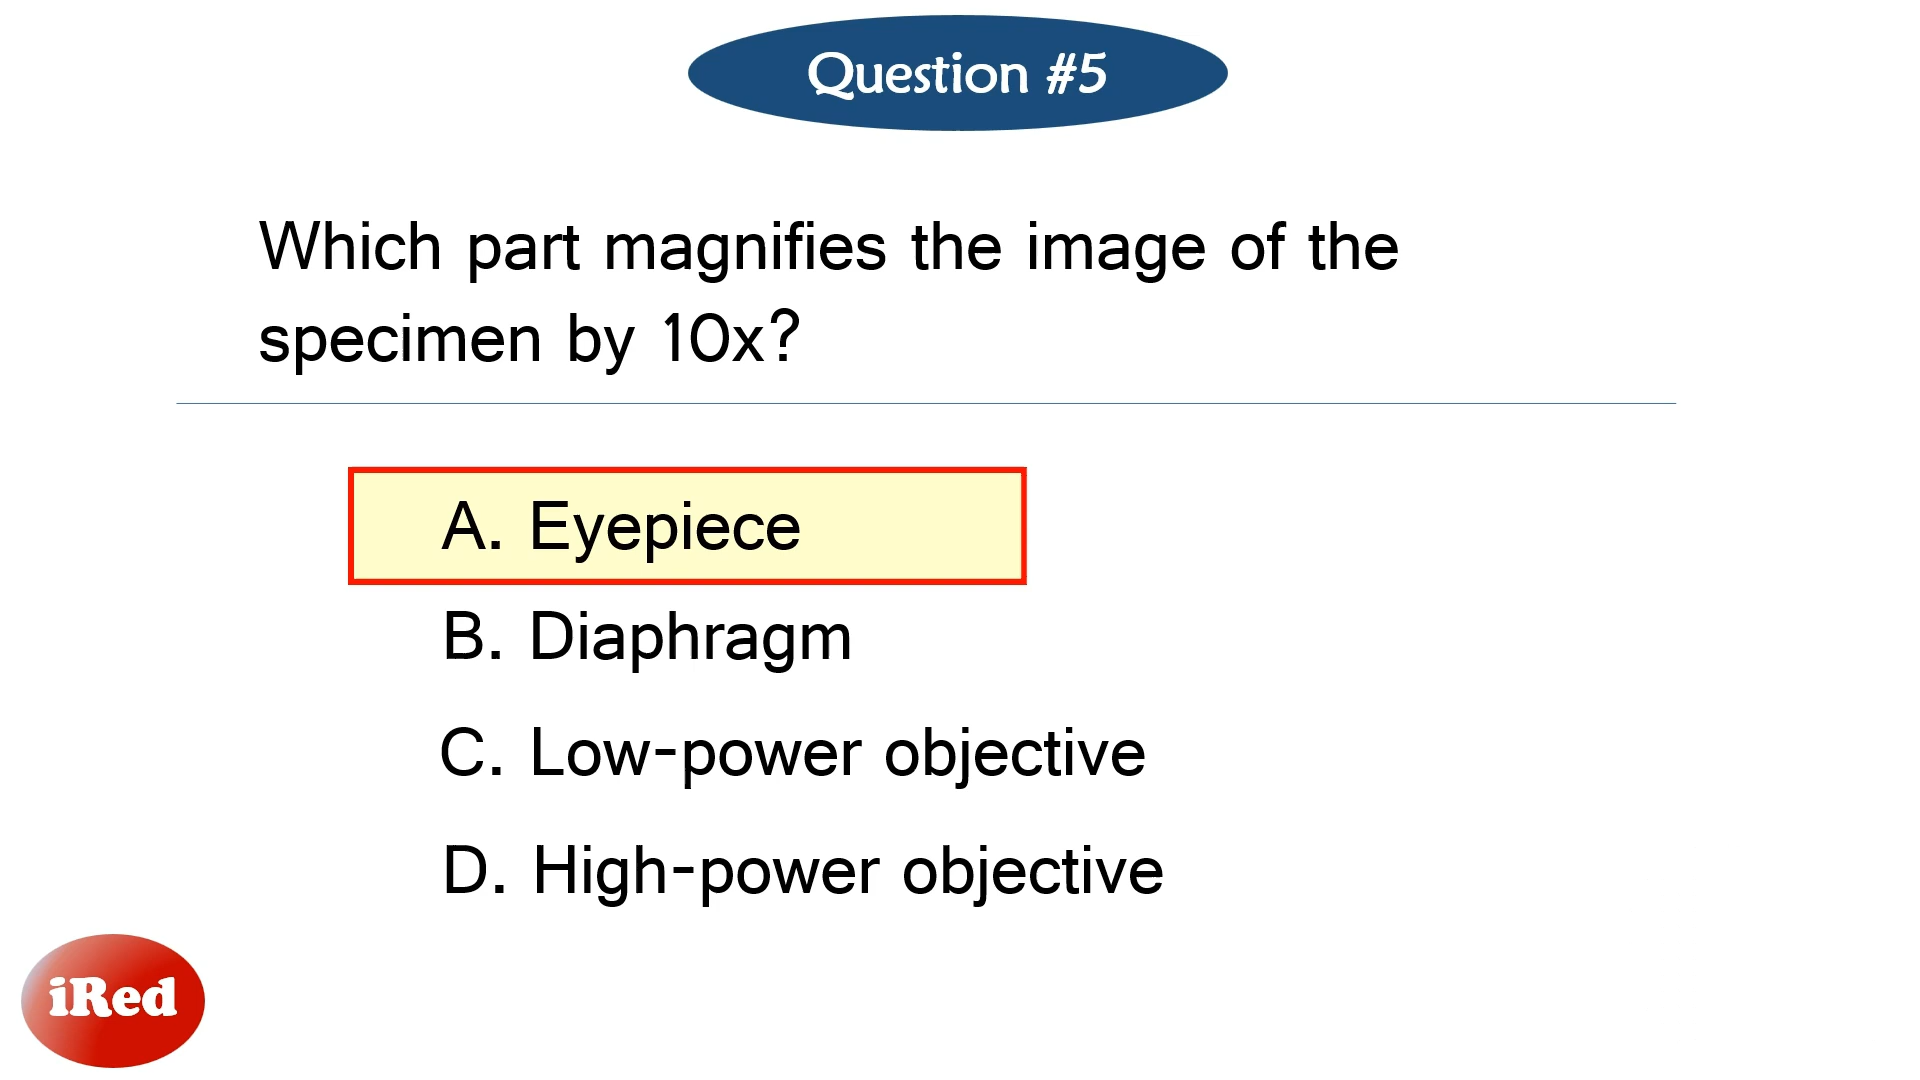 Question #5
Which part magnifies the image of the
specimen by 10x?
A. Eyepiece
B. Diaphragm
C. Low-power objective
D. High-power objective
iRed